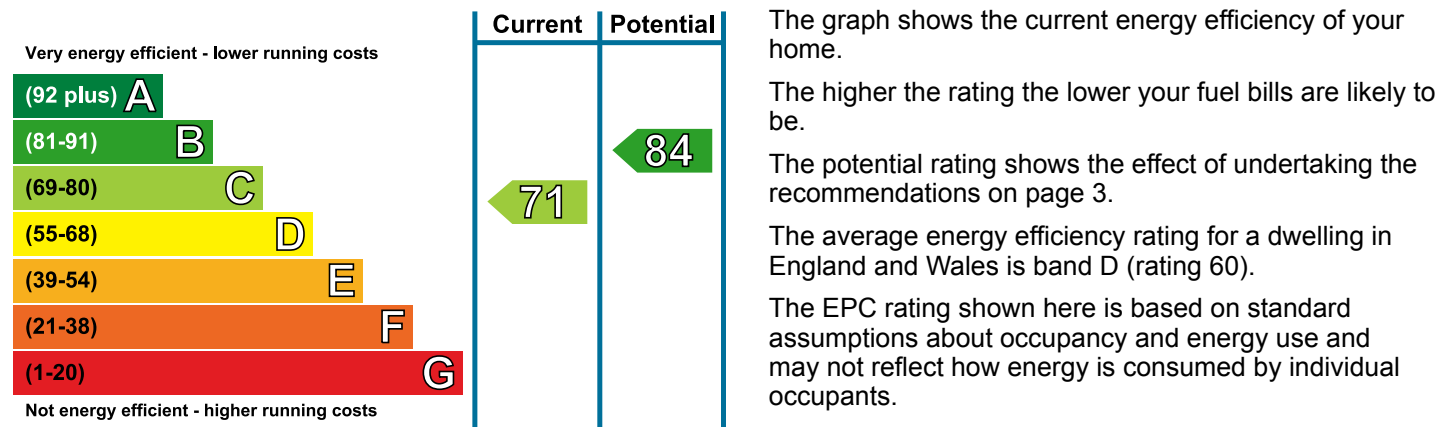 Current Potential
Very energy efficient - lower running costs
(92 plus) A
(81-91) B
84
(69-80) C
71
(55-68) D
(39-54) E
(21-38) F
(1-20) G
Not energy efficient - higher running costs
The graph shows the current energy efficiency of your
home.
The higher the rating the lower your fuel bills are likely to
be.
The potential rating shows the effect of undertaking the
recommendations on page 3.
The average energy efficiency rating for a dwelling in
England and Wales is band D (rating 60).
The EPC rating shown here is based on standard
assumptions about occupancy and energy use and
may not reflect how energy is consumed by individual
occupants.